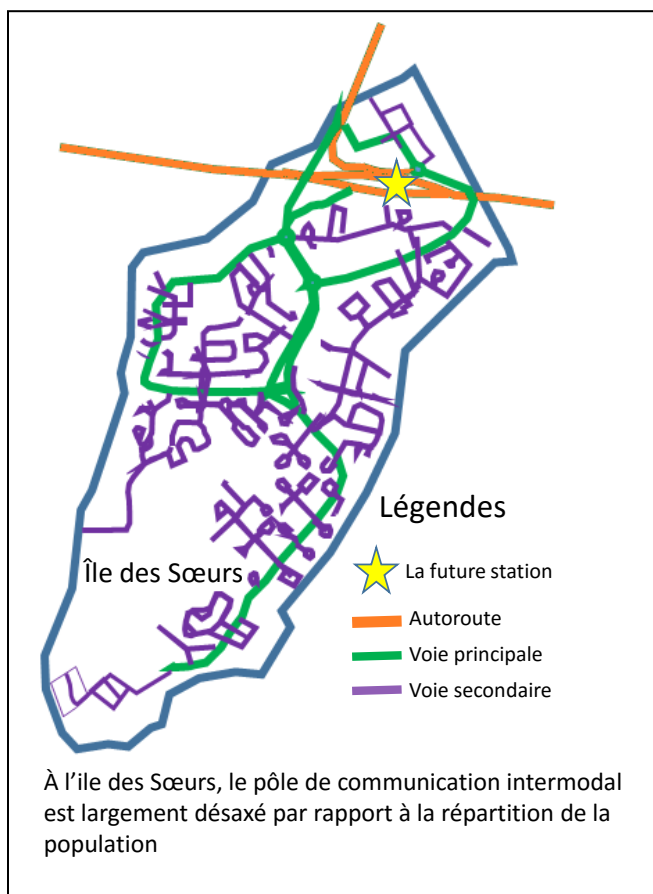 Légendes
Île des Sœurs
La future station
Autoroute
Voie principale
Voie secondaire
À l’ile des Sœurs, le pôle de communication intermodal
est largement désaxé par rapport à la répartition de la
population